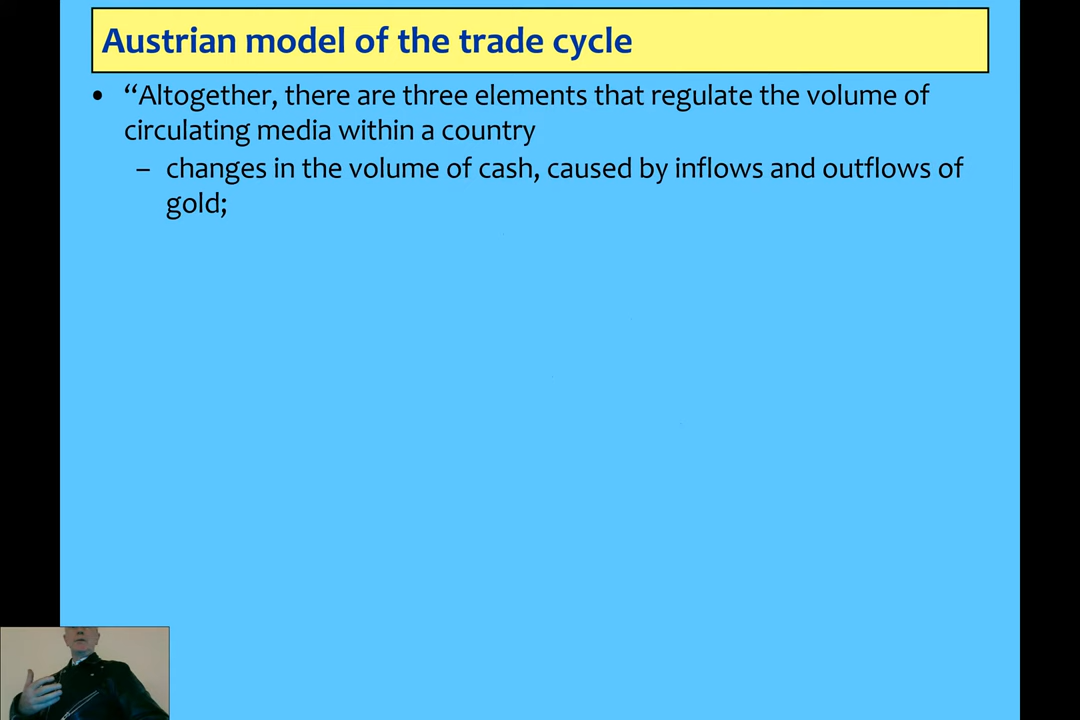 Austrian model of the trade cycle
• “Altogether, there are three elements that regulate the volume of
circulating media within a country
– changes in the volume of cash, caused by inflows and outflows of
gold;